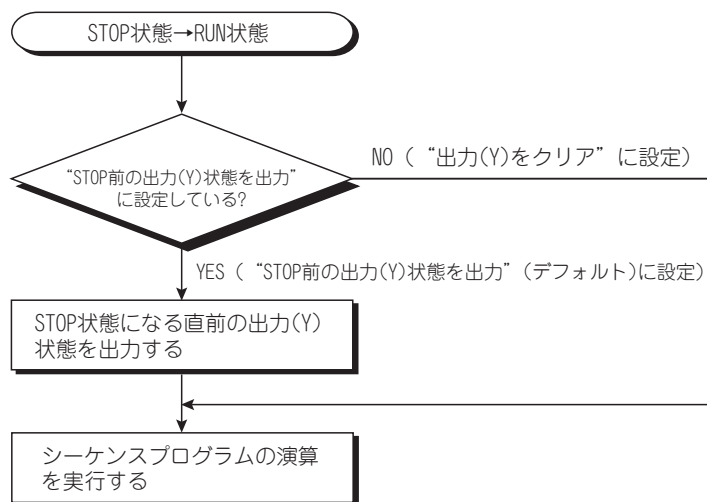 STOP状態→RUN状態
NO ( “出力(Y)をクリア” に設定)
“STOP前の出力(Y)状態を出力”
に設定している?
YES ( “STOP前の出力(Y)状態を出力” (デフォルト)に設定)
STOP状態になる直前の出力(Y)
状態を出力する
シーケンスプログラムの演算
を実行する